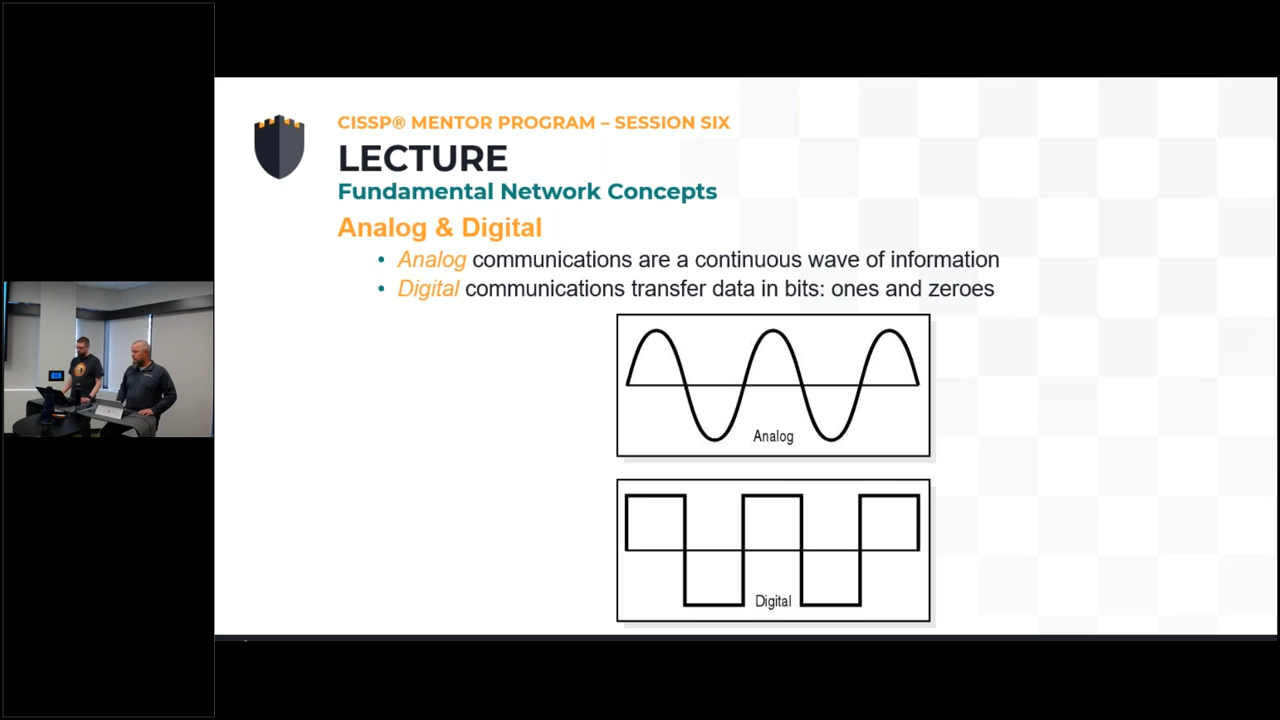 CISSP® MENTOR PROGRAM – SESSION SIX
LECTURE
Fundamental Network Concepts
Analog & Digital
• Analog communications are a continuous wave of information
• Digital communications transfer data in bits: ones and zeroes
Analog
Digital